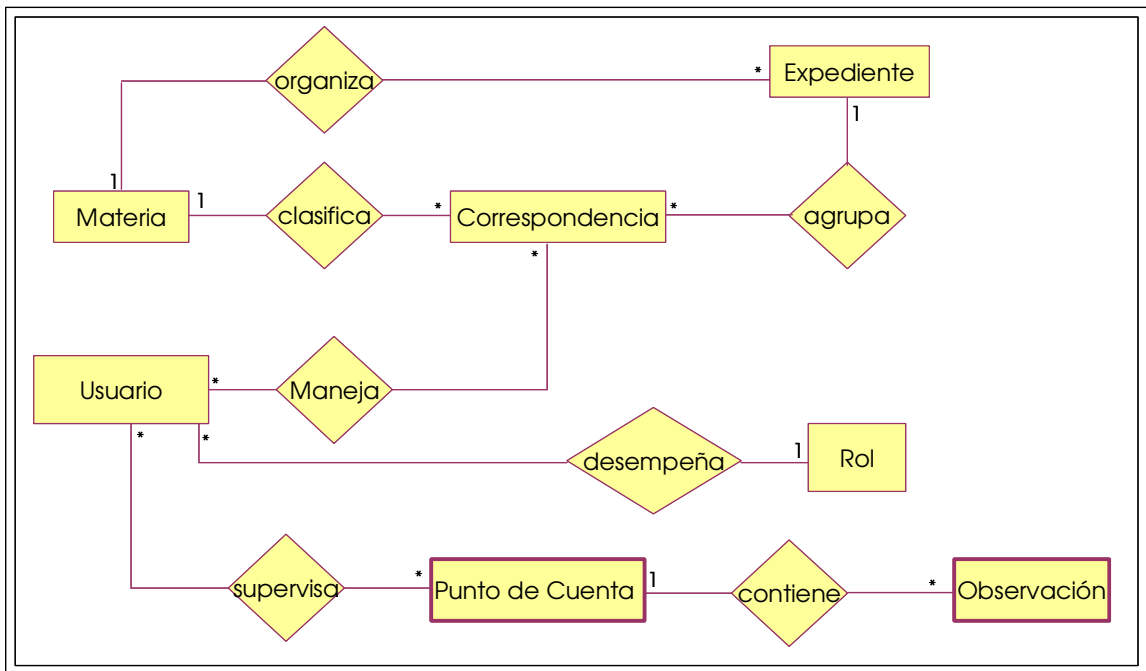 organiza
*
Expediente
1
1
Materia
1
clasifica
*
Correspondencia
*
agrupa
*
Usuario
*
Maneja
*
*
desempeña
1
Rol
supervisa
*
Punto de Cuenta
1
contiene
*
Observación